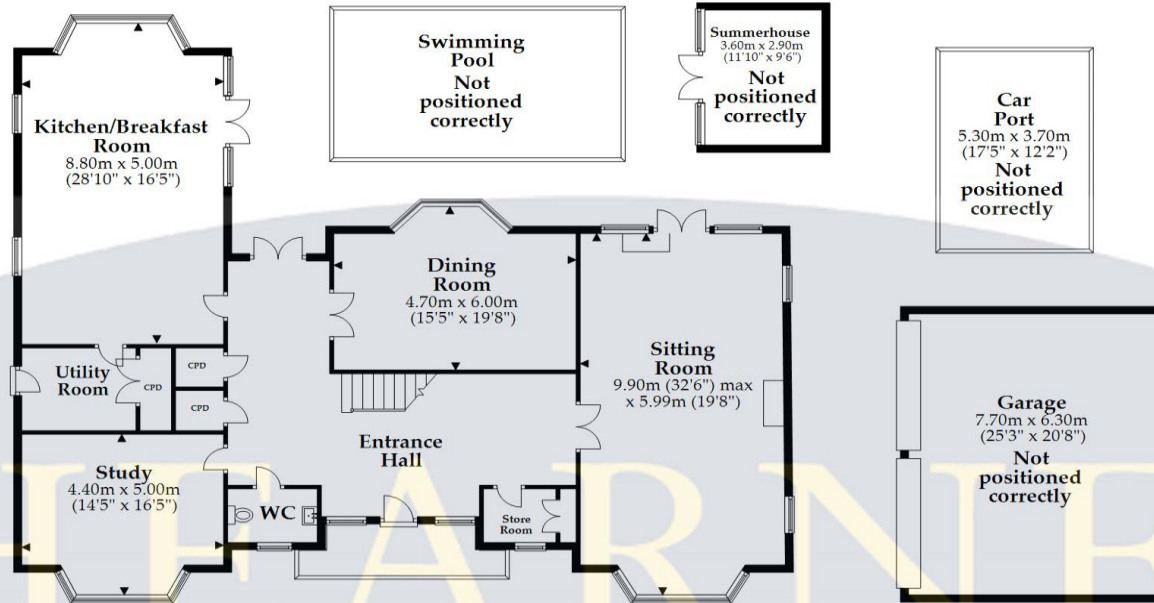 Swimming
Pool
Not
positioned
correctly
Summerhouse
3.60m x 2.90m
(11'10" x 9'6")
Not
positioned
correctly
Car
Port
5.30m x 3.70m
(17'5" x 12'2")
Not
positioned
correctly
Kitchen/Breakfast
Room
8.80m x 5.00m
(28'10" x 16'5")
Dining
Room
4.70m x 6.00m
(15'5" x 19'8")
Sitting
Room
9.90m (32'6") max
x 5.99m (19'8")
Utility
Room
CPD
CPD
CPD
Entrance
Hall
Garage
7.70m x 6.30m
(25'3" x 20'8")
Not
positioned
correctly
Study
4.40m x 5.00m
(14'5" x 16'5")
WC
Store
Room
HEARNE